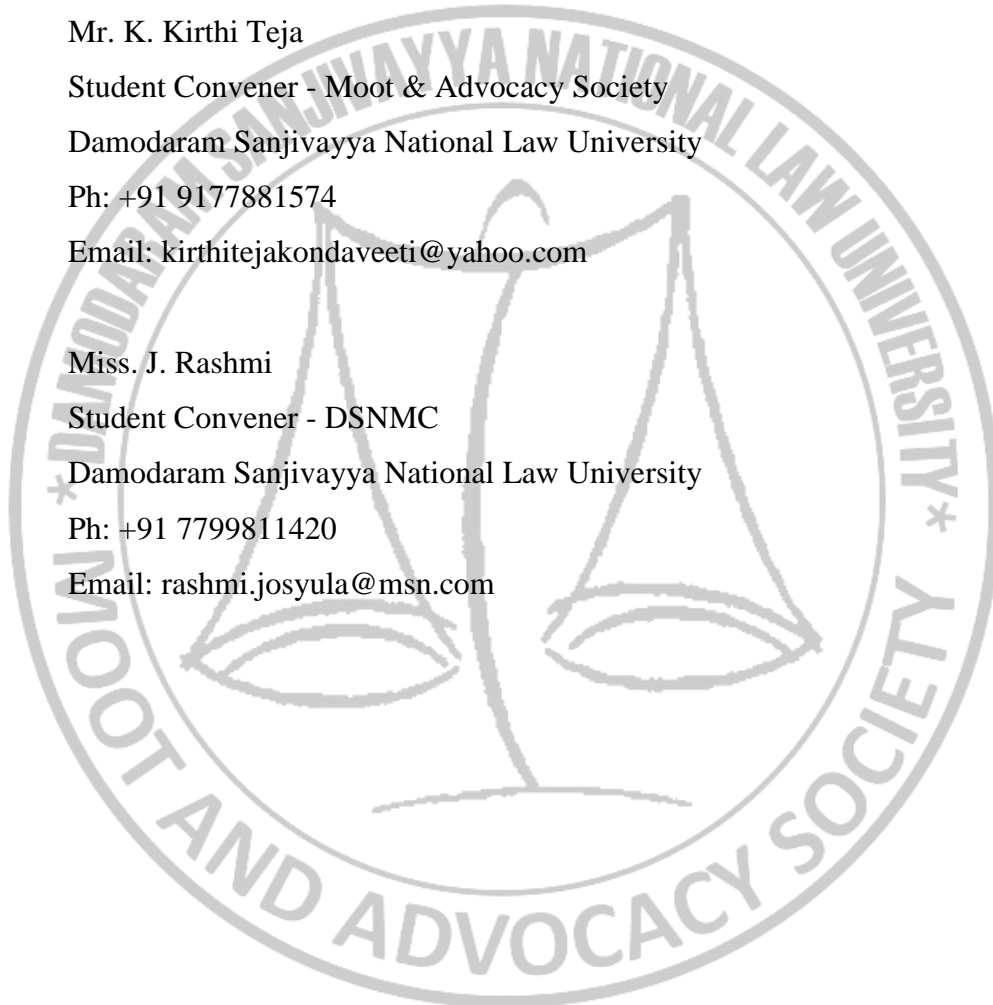 Mr. K. Kirthi Teja
Student Convener - Moot & Advocacy Society
Damodaram Sanjivayya National Law University
Ph: +91 9177881574
Email: kirthitejakondaveeti@yahoo.com
Miss. J. Rashmi
Student Convener - DSNMC
Damodaram Sanjivayya National Law University
Ph: +91 7799811420
Email: rashmi.josyula@msn.com
* DAMODARAM SANJIVAYYA NATIONAL LAW UNIVERSITY *
MOOT AND ADVOCACY SOCIETY